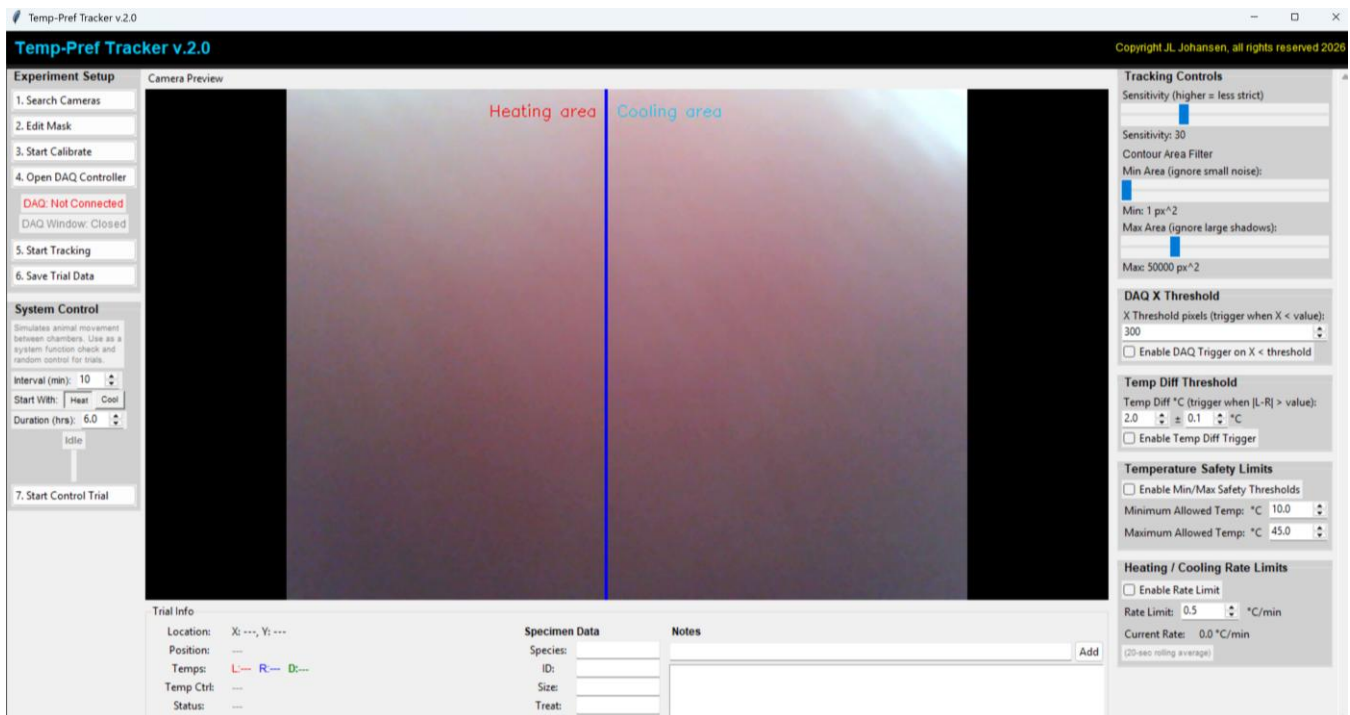 Temp-Pref Tracker v.2.0
Temp-Pref Tracker v.2.0
Copyright JL Johansen, all rights reserved 2026
Experiment Setup
1. Search Cameras
2. Edit Mask
3. Start Calibrate
4. Open DAQ Controller
DAQ: Not Connected
DAQ Window: Closed
5. Start Tracking
6. Save Trial Data
System Control
Simulates animal movement
between chambers. Use as a
system function check and
random control for trials.
Interval (min): 10
Start With: Heat Cool
Duration (hrs): 6.0
Idle
7. Start Control Trial
Camera Preview
Heating area Cooling area
Trial Info
Location: X: ---, Y: ---
Position: ---
Temps: L:--- R:--- D:---
Temp Ctrl: ---
Status: ---
Specimen Data
Species:
ID:
Size:
Treat:
Notes
Add
Tracking Controls
Sensitivity (higher = less strict)
Sensitivity: 30
Contour Area Filter
Min Area (ignore small noise):
Min: 1 px^2
Max Area (ignore large shadows):
Max: 50000 px^2
DAQ X Threshold
X Threshold pixels (trigger when X < value):
300
Enable DAQ Trigger on X < threshold
Temp Diff Threshold
Temp Diff °C (trigger when |L-R| > value):
2.0 ± 0.1 °C
Enable Temp Diff Trigger
Temperature Safety Limits
Enable Min/Max Safety Thresholds
Minimum Allowed Temp: °C 10.0
Maximum Allowed Temp: °C 45.0
Heating / Cooling Rate Limits
Enable Rate Limit
Rate Limit: 0.5 °C/min
Current Rate: 0.0 °C/min
(20-sec rolling average)